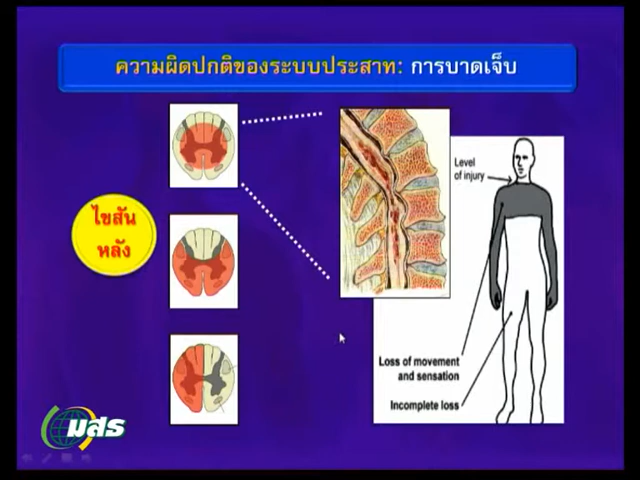 ความผิดปกติของระบบประสาท: การบาดเจ็บ
ไขสัน
หลัง
Level
of injury
Loss of movement
and sensation
Incomplete loss
มสธ